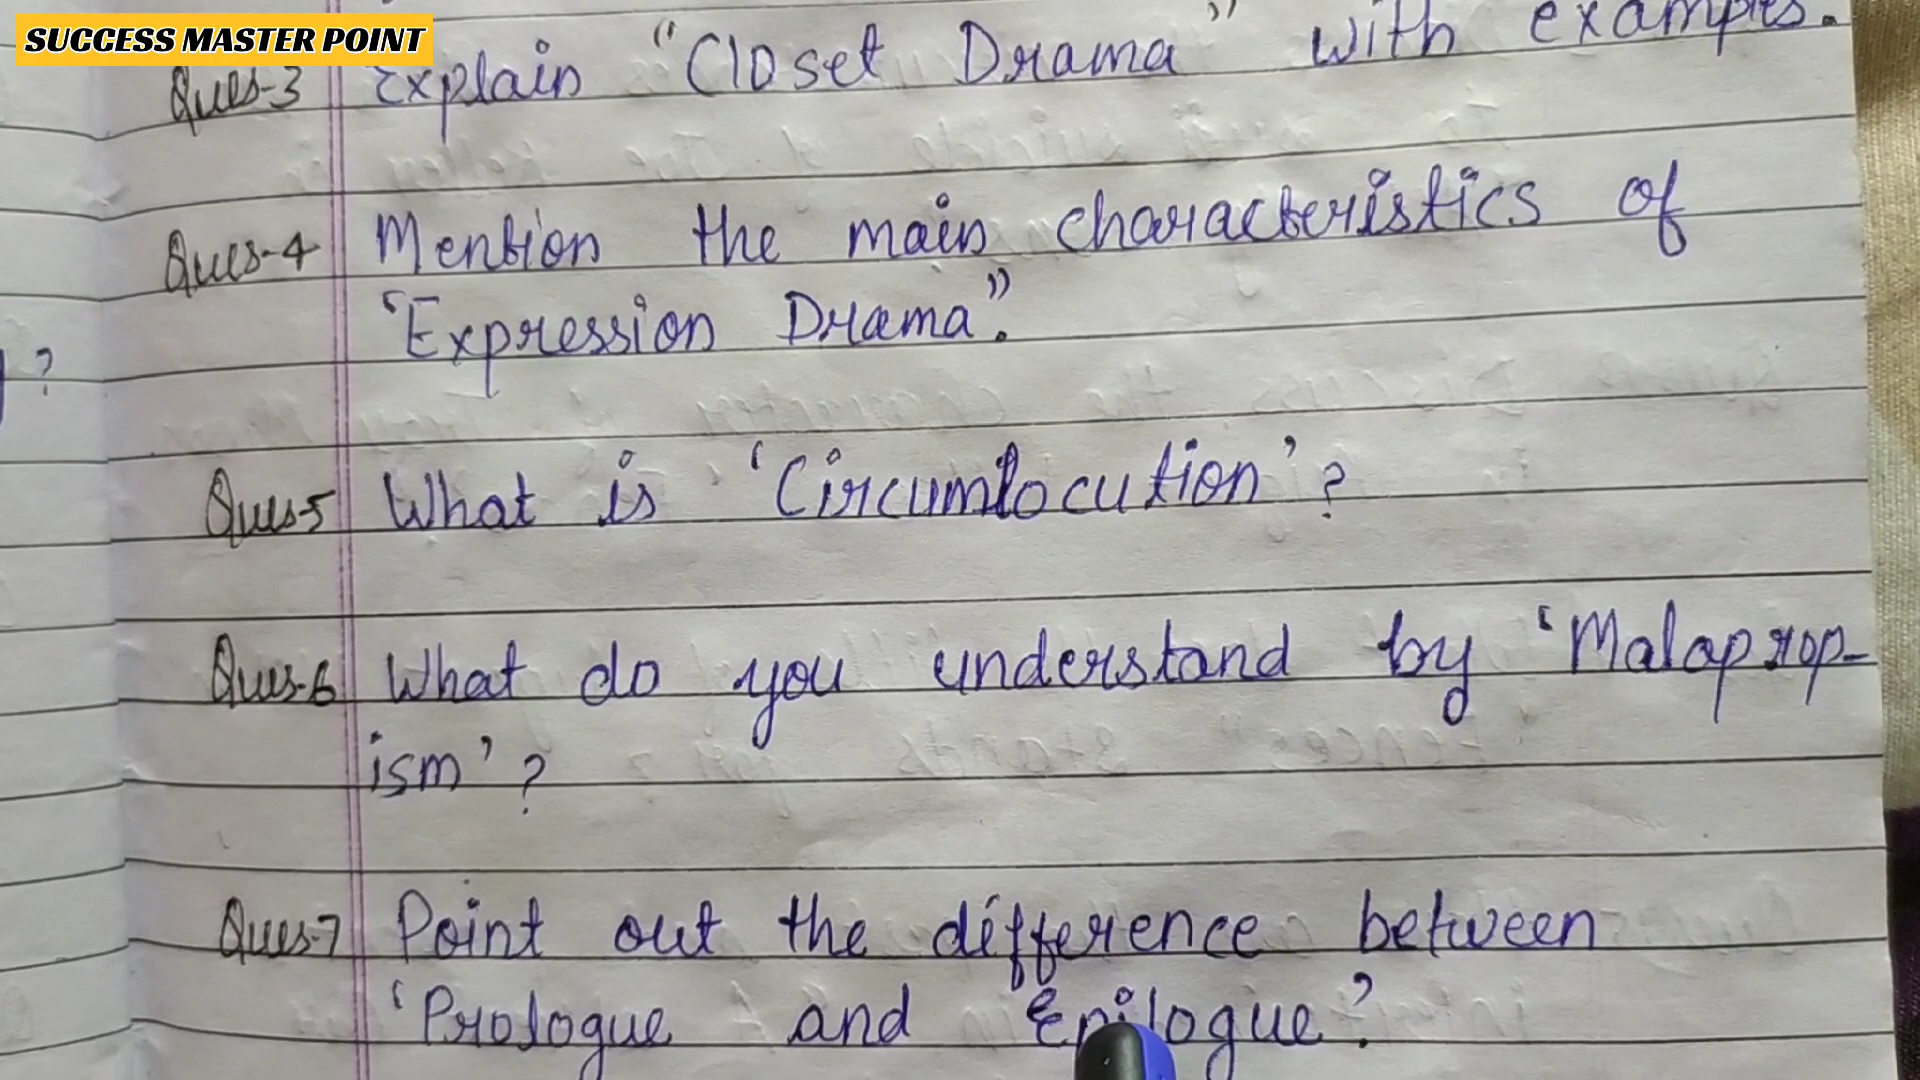 SUCCESS MASTER POINT
Ques-3 Explain "Closet Drama" with examples.
Ques-4 Mention the main characteristics of
"Expression Drama".
?
Ques-5 What is 'Circumlocution'?
Ques-6 What do you understand by 'Malaprop-
ism'?
Ques-7 Point out the difference between
'Prologue and Epilogue'?